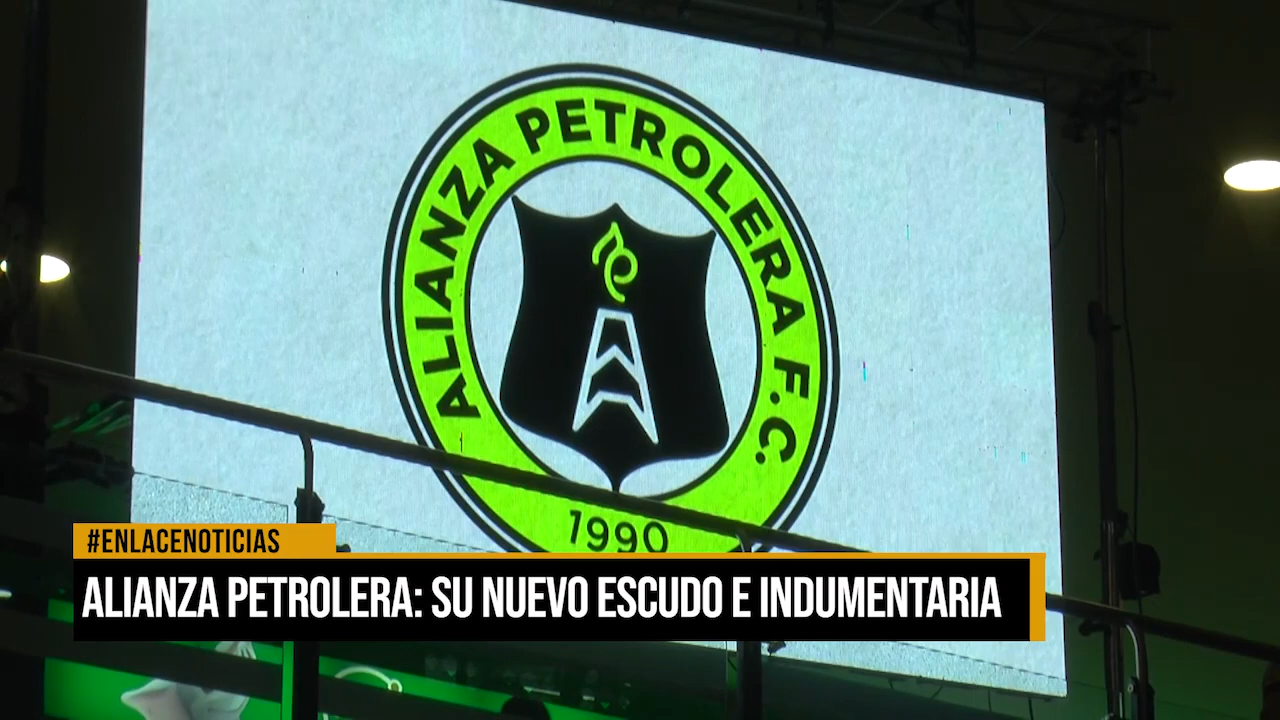 ALIANZA PETROLERA F.C.
1990
#ENLACENOTICIAS
ALIANZA PETROLERA: SU NUEVO ESCUDO E INDUMENTARIA